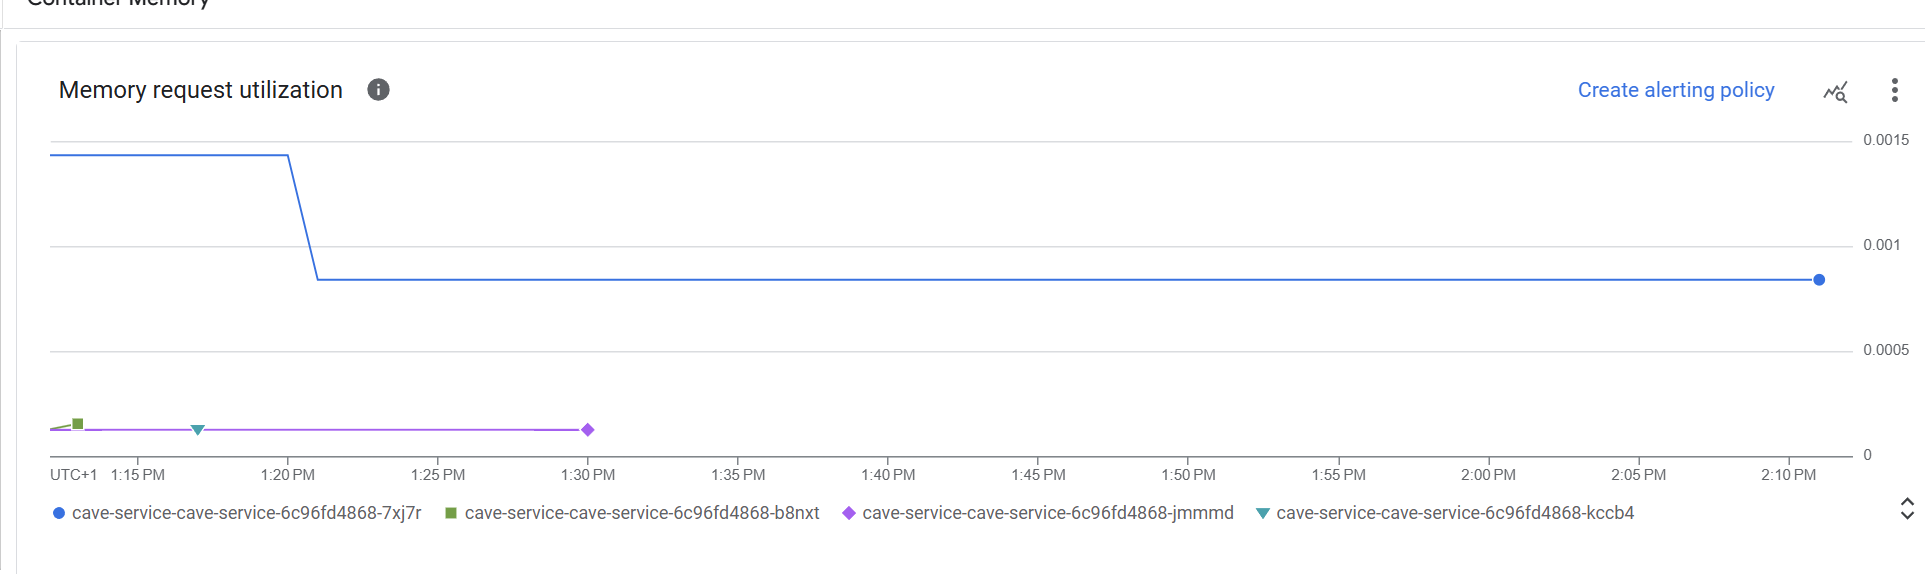 Container Memory
Memory request utilization
Create alerting policy
0.0015
0.001
0.0005
0
UTC+1 1:15 PM 1:20 PM 1:25 PM 1:30 PM 1:35 PM 1:40 PM 1:45 PM 1:50 PM 1:55 PM 2:00 PM 2:05 PM 2:10 PM
cave-service-cave-service-6c96fd4868-7xj7r cave-service-cave-service-6c96fd4868-b8nxt cave-service-cave-service-6c96fd4868-jmmmd cave-service-cave-service-6c96fd4868-kccb4